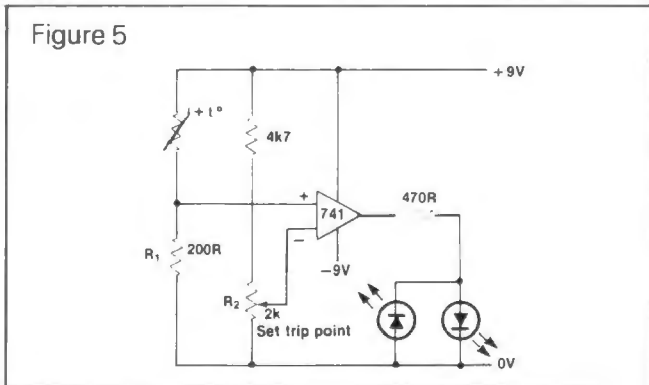 Figure 5
+9V
+t°
4k7
+
741
470R
−
R1 200R
−9V
R2
2k
Set trip point
0V